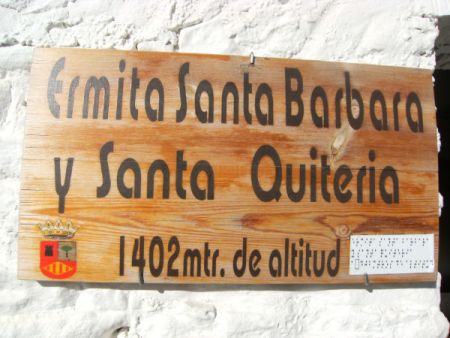 Ermita Santa Barbara
y Santa Quiteria
1402mtr. de altitud